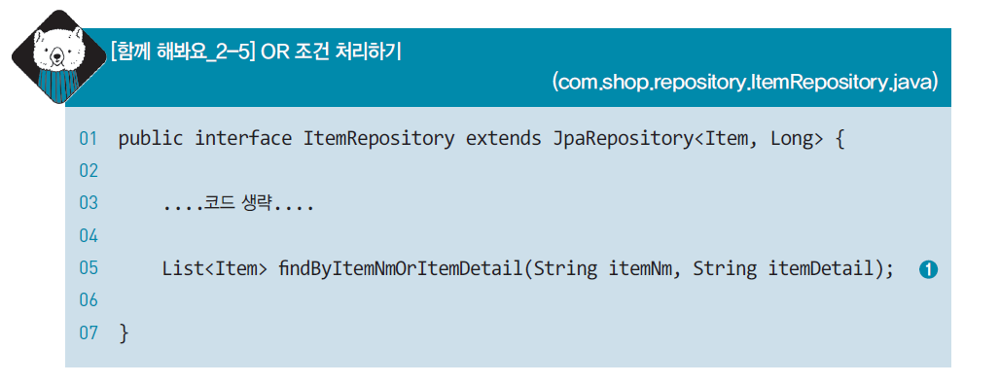 [함께 해봐요_2-5] OR 조건 처리하기
(com.shop.repository.ItemRepository.java)
01 public interface ItemRepository extends JpaRepository<Item, Long> {
02
03 ....코드 생략....
04
05 List<Item> findByItemNmOrItemDetail(String itemNm, String itemDetail); ❶
06
07 }